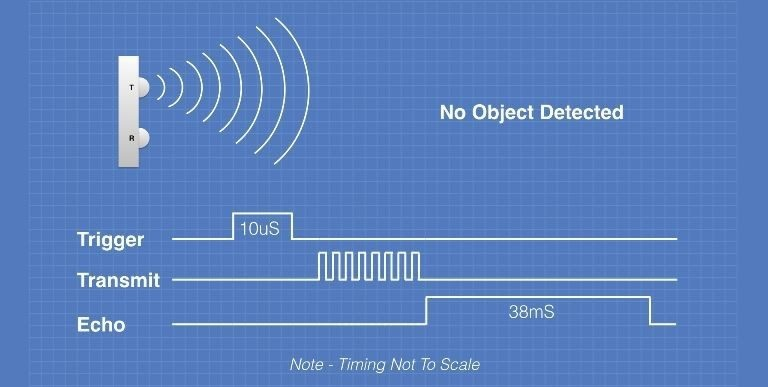 T
No Object Detected
R
10uS
Trigger
Transmit
38mS
Echo
Note - Timing Not To Scale